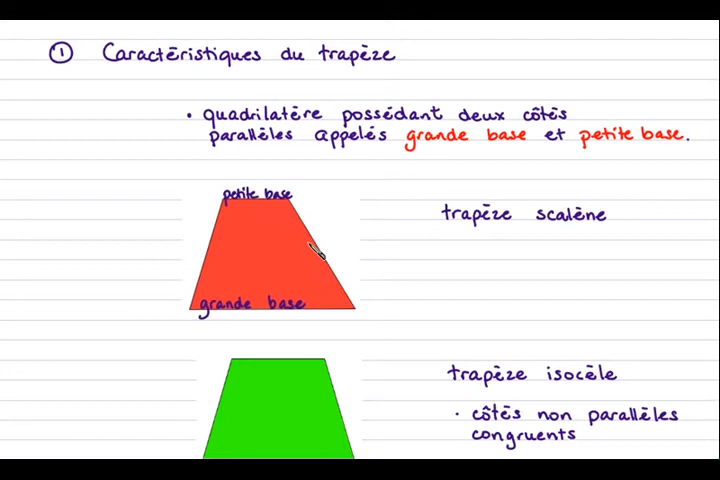 ① Caractéristiques du trapèze
• quadrilatère possédant deux côtés
parallèles appelés grande base et petite base.
petite base
trapèze scalène
grande base
trapèze isocèle
• côtés non parallèles
congruents